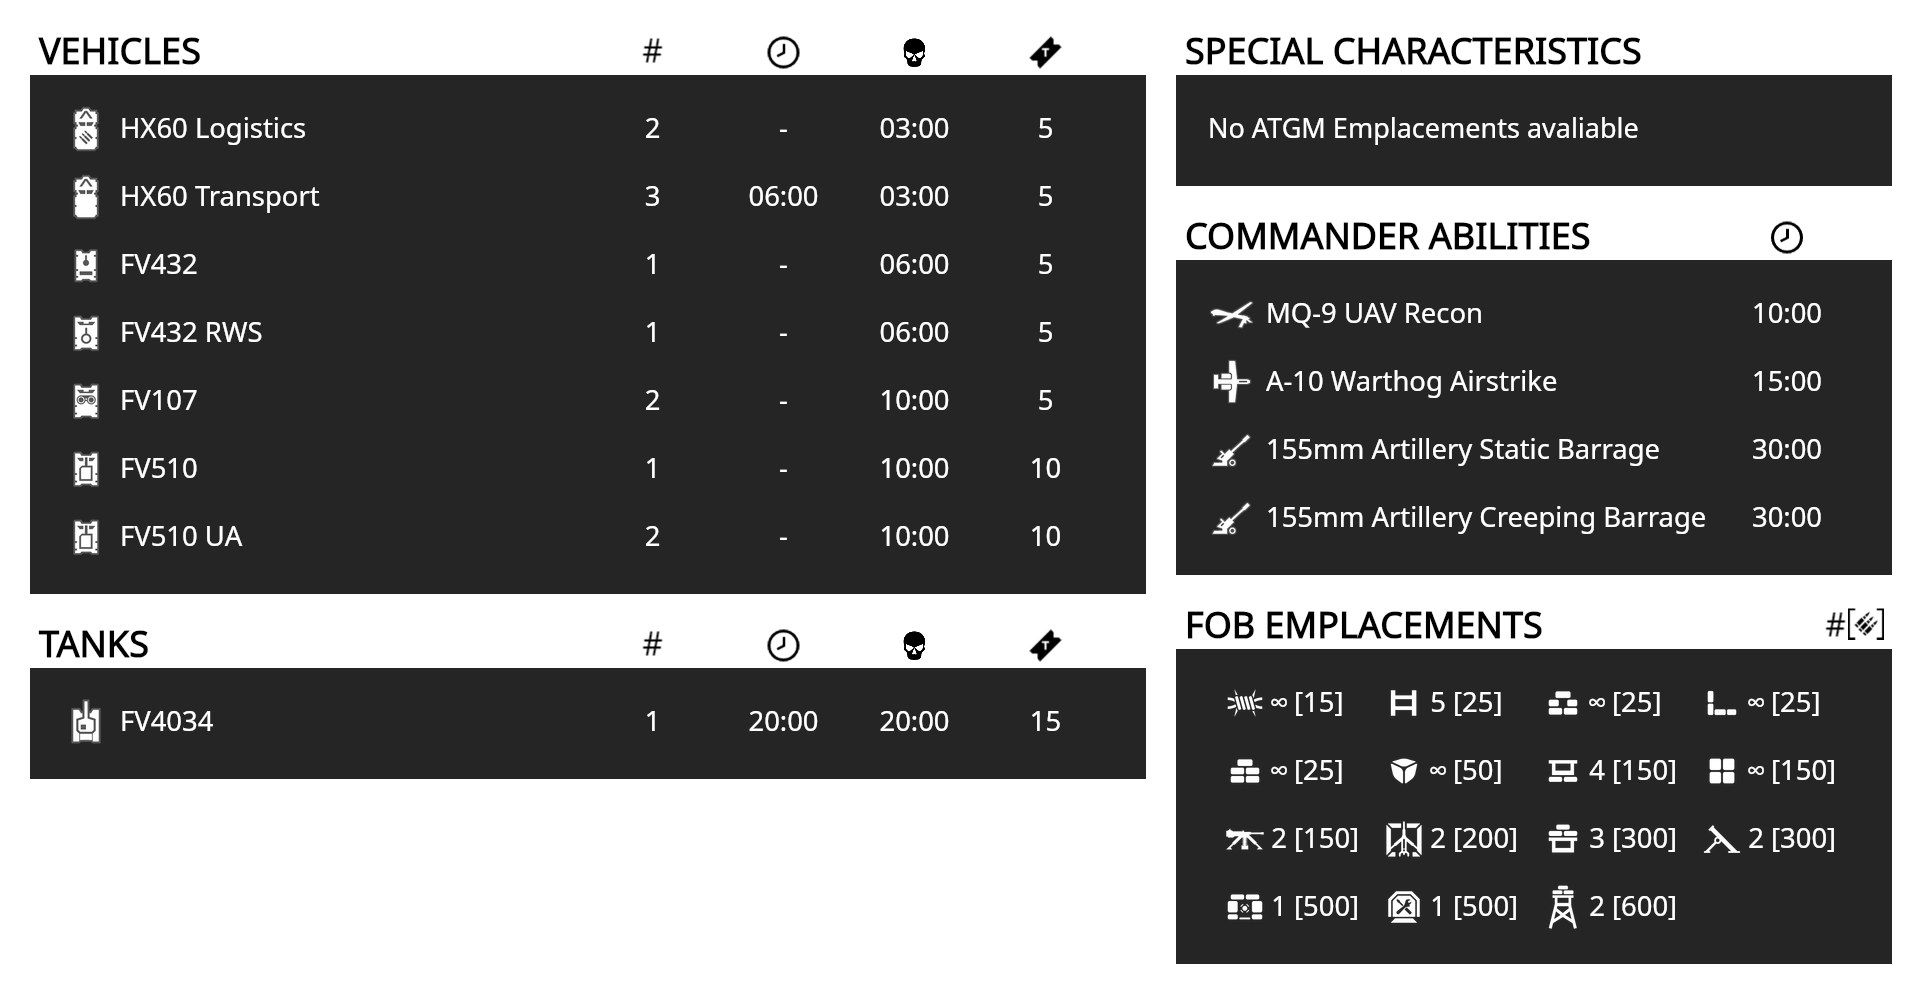 VEHICLES #
HX60 Logistics 2 - 03:00 5
HX60 Transport 3 06:00 03:00 5
FV432 1 - 06:00 5
FV432 RWS 1 - 06:00 5
FV107 2 - 10:00 5
FV510 1 - 10:00 10
FV510 UA 2 - 10:00 10
TANKS #
FV4034 1 20:00 20:00 15
SPECIAL CHARACTERISTICS
No ATGM Emplacements avaliable
COMMANDER ABILITIES
MQ-9 UAV Recon 10:00
A-10 Warthog Airstrike 15:00
155mm Artillery Static Barrage 30:00
155mm Artillery Creeping Barrage 30:00
FOB EMPLACEMENTS #[]
∞ [15] 5 [25] ∞ [25] ∞ [25]
∞ [25] ∞ [50] 4 [150] ∞ [150]
2 [150] 2 [200] 3 [300] 2 [300]
1 [500] 1 [500] 2 [600]